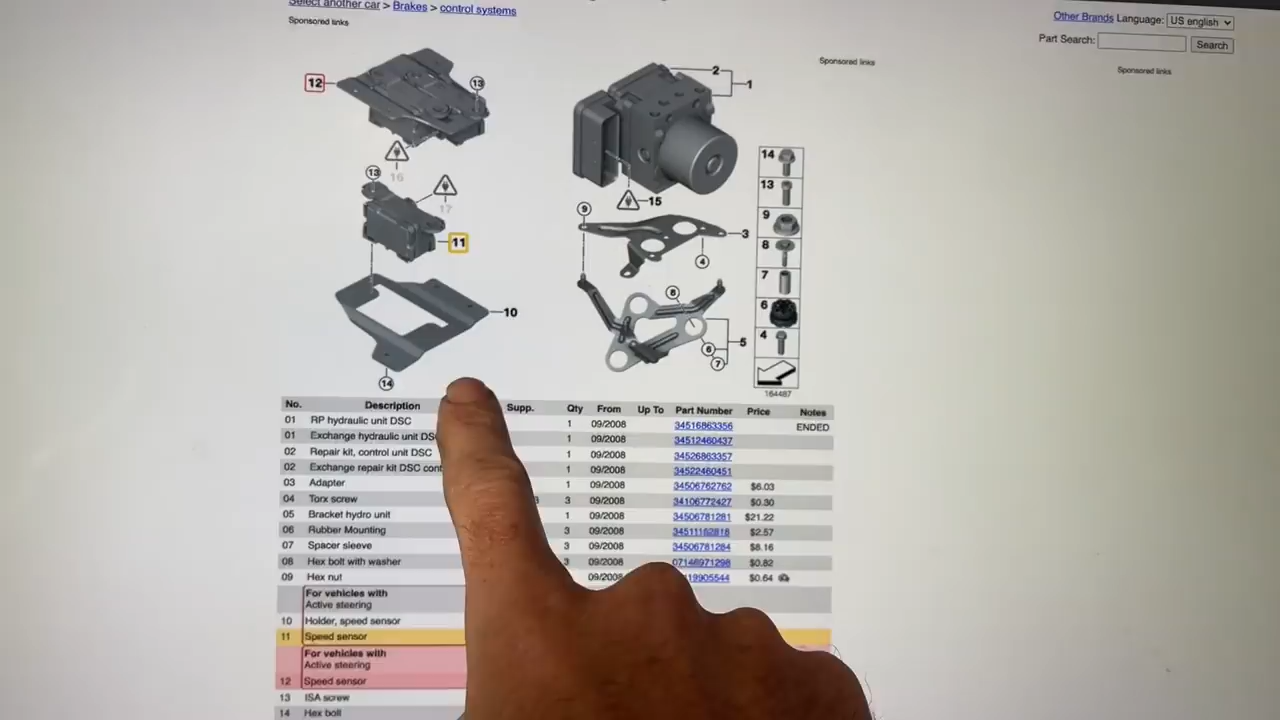 Select another car > Brakes > control systems
Other Brands Language: US english
Part Search: Search
Sponsored links
Sponsored links
Sponsored links
12
13
16
13
17
11
10
14
2
1
15
9
3
4
8
5
6
7
14
13
9
8
7
6
4
164487
No. Description Supp. Qty From Up To Part Number Price Notes
01 RP hydraulic unit DSC 1 09/2008 34516863356 ENDED
01 Exchange hydraulic unit DSC 1 09/2008 34512460437
02 Repair kit, control unit DSC 1 09/2008 34526863357
02 Exchange repair kit DSC 1 09/2008 34522460451
03 Adapter 1 09/2008 34506762762 $6.03
04 Torx screw 3 09/2008 34106772427 $0.30
05 Bracket hydro unit 1 09/2008 34506781281 $21.22
06 Rubber Mounting 3 09/2008 34511162818 $2.57
07 Spacer sleeve 3 09/2008 34506781284 $8.16
08 Hex bolt with washer 3 09/2008 07146971298 $0.82
09 Hex nut 09/2008 119905544 $0.64
For vehicles with
Active steering
10 Holder, speed sensor
11 Speed sensor
For vehicles with
Active steering
12 Speed sensor
13 ISA screw
14 Hex bolt